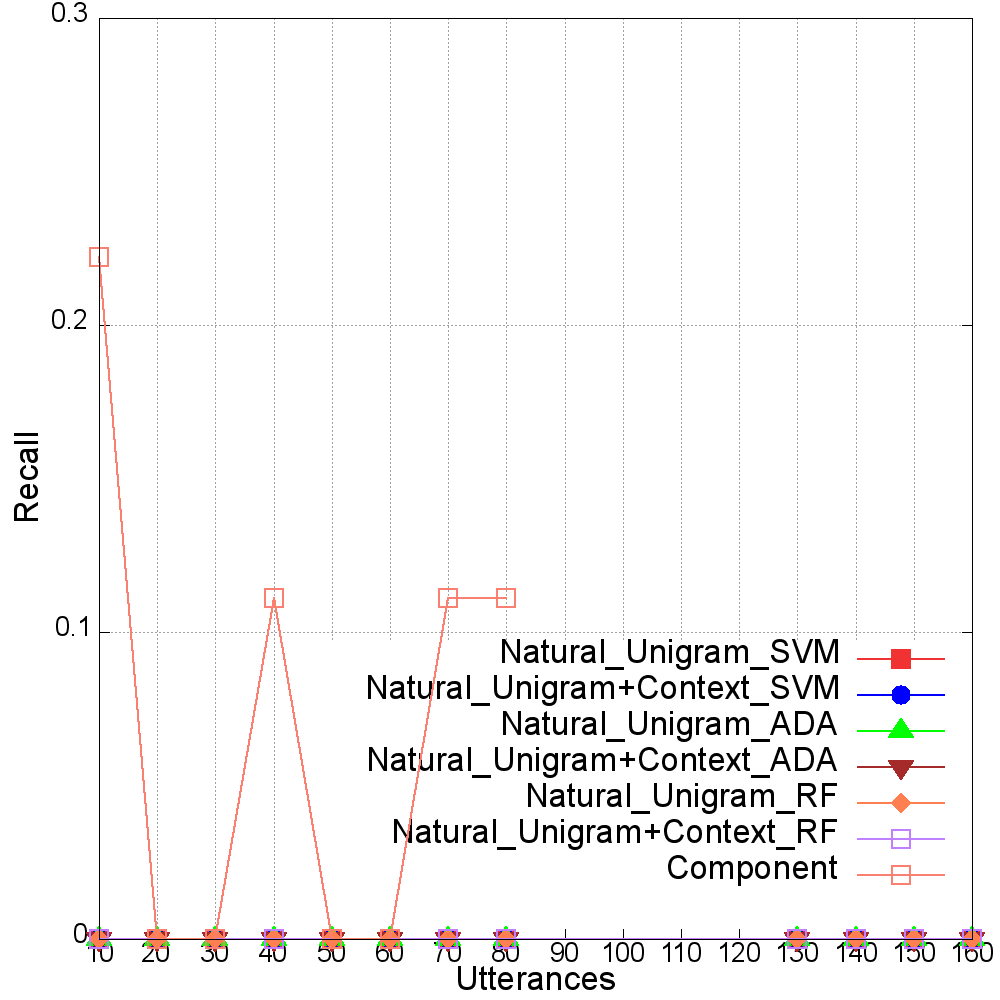 0.3
0.2
0.1
0
Recall
Natural_Unigram_SVM
Natural_Unigram+Context_SVM
Natural_Unigram_ADA
Natural_Unigram+Context_ADA
Natural_Unigram_RF
Natural_Unigram+Context_RF
Component
10 20 30 40 50 60 70 80 90 100 110 120 130 140 150 160
Utterances